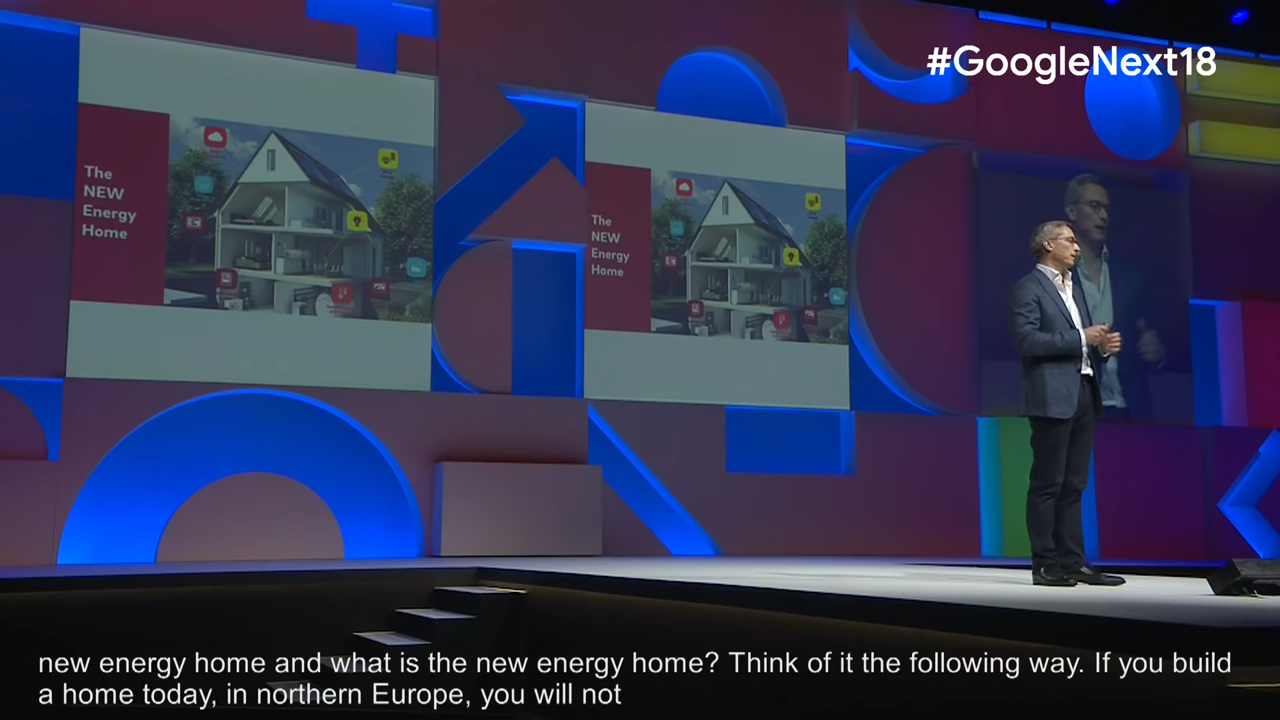 #GoogleNext18
The
NEW
Energy
Home
The
NEW
Energy
Home
new energy home and what is the new energy home? Think of it the following way. If you build
a home today, in northern Europe, you will not